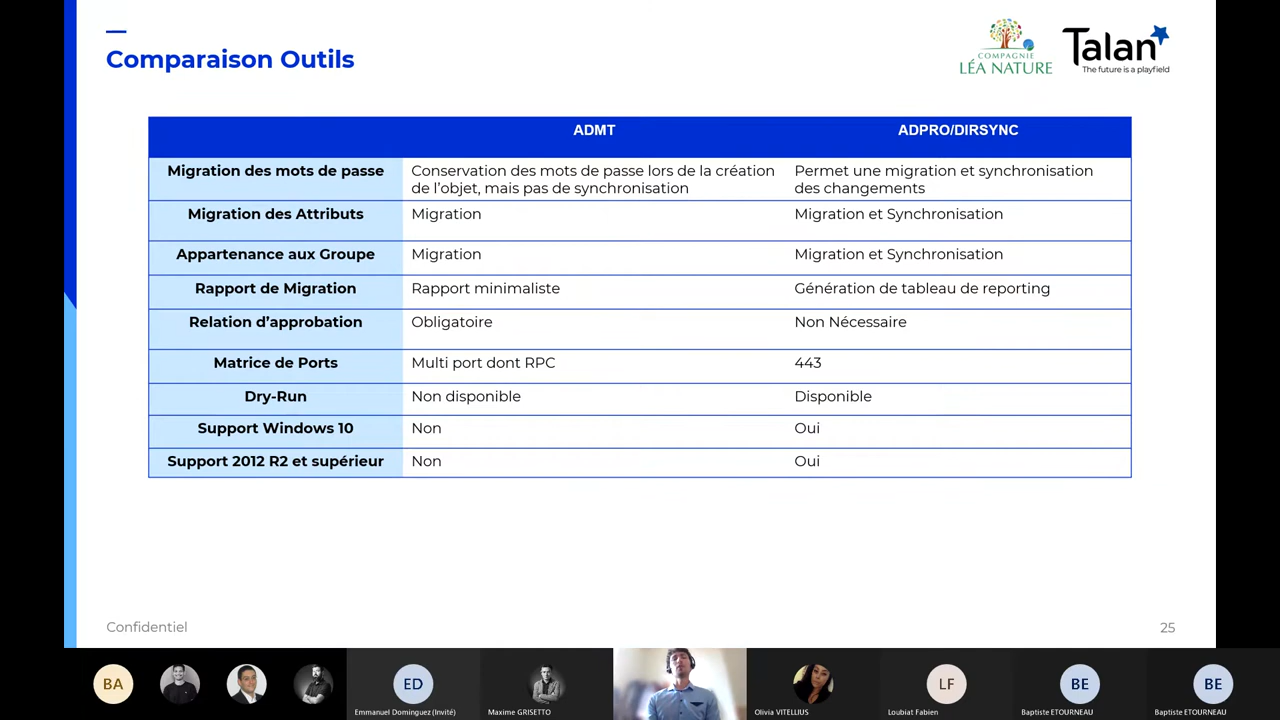 Comparaison Outils
COMPAGNIE
LÉA NATURE
Talan
The future is a playfield
ADMT ADPRO/DIRSYNC
Migration des mots de passe Conservation des mots de passe lors de la création Permet une migration et synchronisation
de l'objet, mais pas de synchronisation des changements
Migration des Attributs Migration Migration et Synchronisation
Appartenance aux Groupe Migration Migration et Synchronisation
Rapport de Migration Rapport minimaliste Génération de tableau de reporting
Relation d'approbation Obligatoire Non Nécessaire
Matrice de Ports Multi port dont RPC 443
Dry-Run Non disponible Disponible
Support Windows 10 Non Oui
Support 2012 R2 et supérieur Non Oui
Confidentiel 25
BA ED LF BE BE
Emmanuel Dominguez (Invité) Maxime GRISETTO Olivia VITELLIUS Loubiat Fabien Baptiste ETOURNEAU Baptiste ETOURNEAU